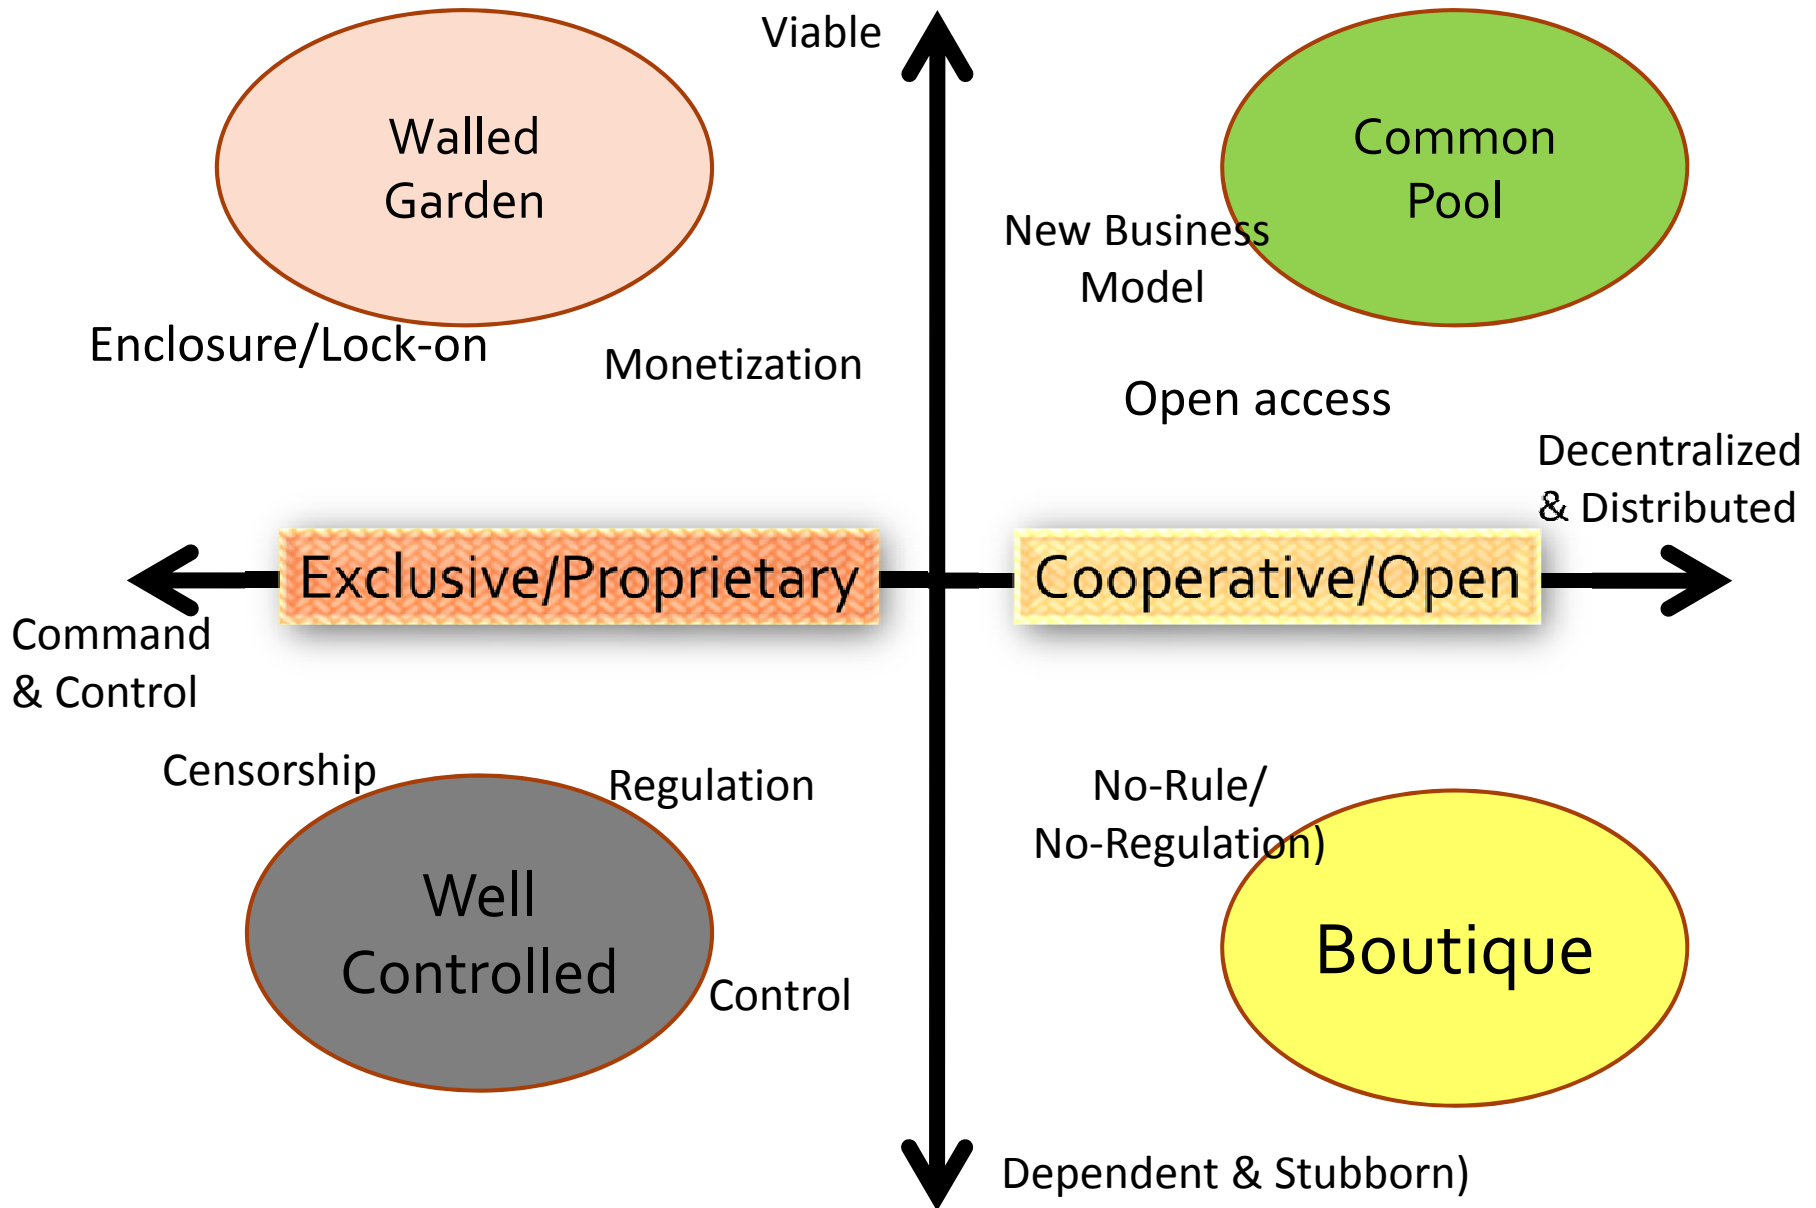 Viable
Walled
Garden
Common
Pool
New Business
Model
Enclosure/Lock-on
Monetization
Open access
Decentralized
& Distributed
Exclusive/Proprietary
Cooperative/Open
Command
& Control
Censorship
Regulation
No-Rule/
No-Regulation)
Well
Controlled
Boutique
Control
Dependent & Stubborn)